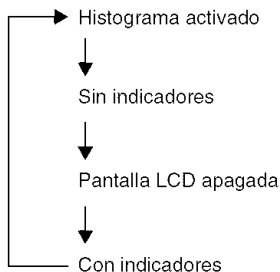 Histograma activado
Sin indicadores
Pantalla LCD apagada
Con indicadores